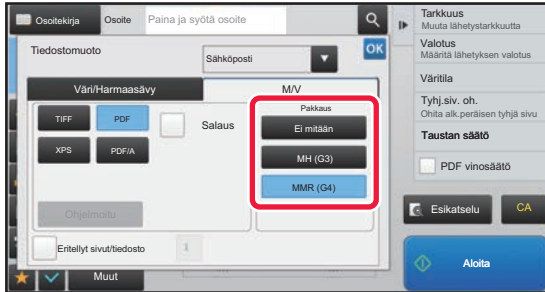 Osoitekirja
Osoite
Paina ja syötä osoite
Tiedostomuoto
Sähköposti
OK
Väri/Harmaasävy
M/V
TIFF
PDF
Salaus
XPS
PDF/A
Pakkaus
Ei mitään
MH (G3)
MMR (G4)
Ohjelmoitu
Eritellyt sivut/tiedosto
1
Muut
Tarkkuus
Muuta lähetystarkkuutta
Valotus
Määritä lähetyksen valotus
Väritila
Tyhj.siv. oh.
Ohita alk.peräisen tyhjä sivu
Taustan säätö
PDF vinosäätö
Esikatselu
CA
Aloita